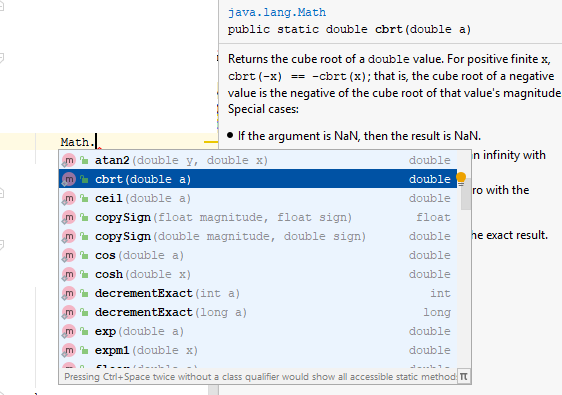 java.lang.Math
public static double cbrt(double a)
Returns the cube root of a double value. For positive finite x,
cbrt(-x) == -cbrt(x); that is, the cube root of a negative
value is the negative of the cube root of that value's magnitude
Special cases:
• If the argument is NaN, then the result is NaN.
Math.
n infinity with
ro with the
he exact result.
m atan2(double y, double x) double
m cbrt(double a) double
m ceil(double a) double
m copySign(float magnitude, float sign) float
m copySign(double magnitude, double sign) double
m cos(double a) double
m cosh(double x) double
m decrementExact(int a) int
m decrementExact(long a) long
m exp(double a) double
m expm1(double x) double
m floor(double a) double
Pressing Ctrl+Space twice without a class qualifier would show all accessible static method π